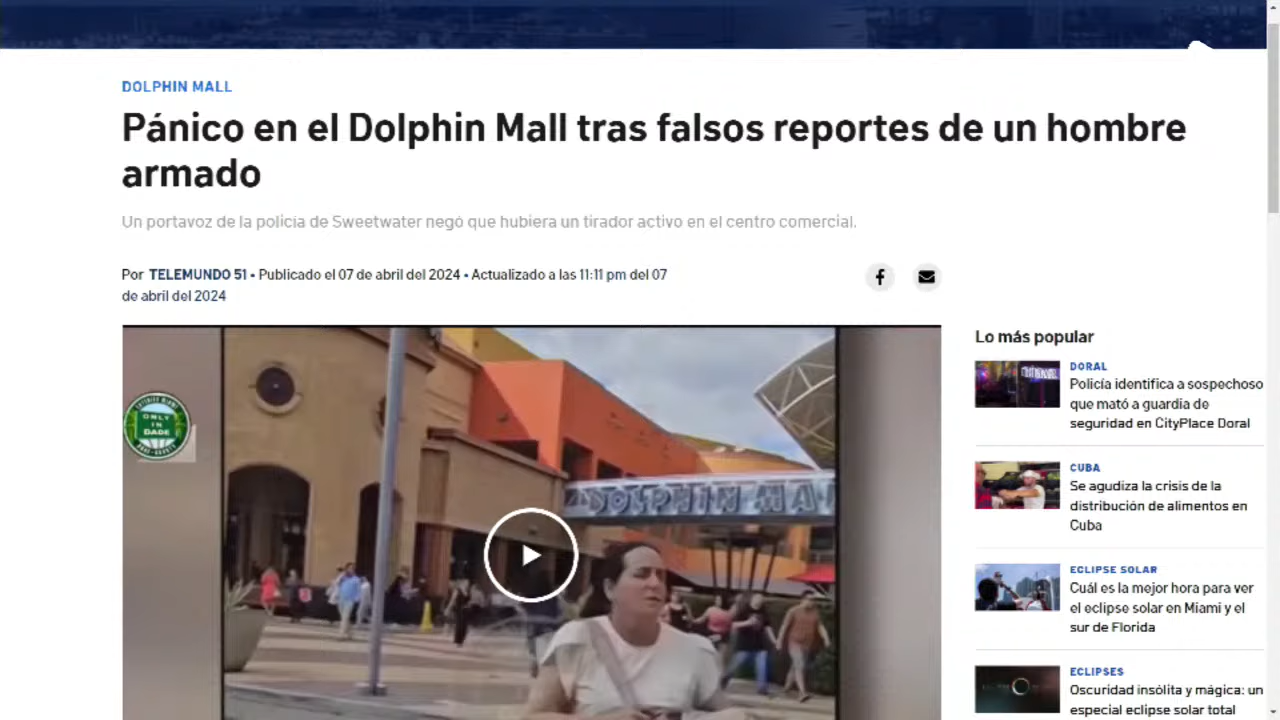 DOLPHIN MALL
Pánico en el Dolphin Mall tras falsos reportes de un hombre
armado
Un portavoz de la policía de Sweetwater negó que hubiera un tirador activo en el centro comercial.
Por TELEMUNDO 51 • Publicado el 07 de abril del 2024 • Actualizado a las 11:11 pm del 07
de abril del 2024
ONLY
IN
DADE
DOLPHIN MA
Lo más popular
DORAL
Policía identifica a sospechoso
que mató a guardia de
seguridad en CityPlace Doral
CUBA
Se agudiza la crisis de la
distribución de alimentos en
Cuba
ECLIPSE SOLAR
Cuál es la mejor hora para ver
el eclipse solar en Miami y el
sur de Florida
ECLIPSES
Oscuridad insólita y mágica: un
especial eclipse solar total